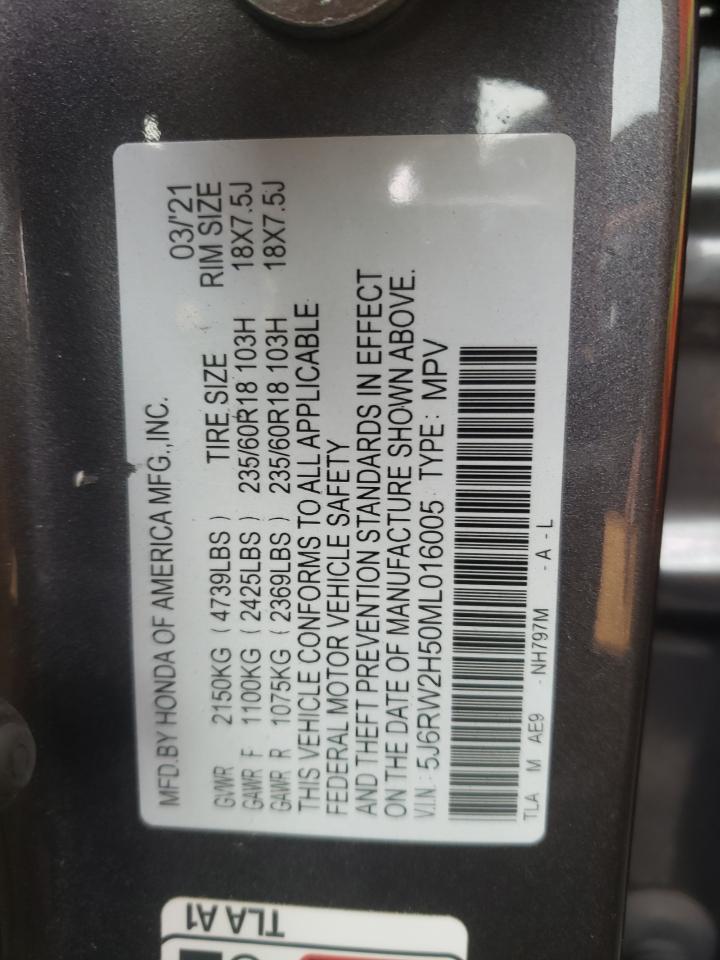 MFD.BY HONDA OF AMERICA MFG.,INC. 03/'21
GVWR 2150KG ( 4739LBS ) TIRE SIZE RIM SIZE
GAWR F 1100KG ( 2425LBS ) 235/60R18 103H 18X7.5J
GAWR R 1075KG ( 2369LBS ) 235/60R18 103H 18X7.5J
THIS VEHICLE CONFORMS TO ALL APPLICABLE
FEDERAL MOTOR VEHICLE SAFETY
AND THEFT PREVENTION STANDARDS IN EFFECT
ON THE DATE OF MANUFACTURE SHOWN ABOVE.
V.I.N.: 5J6RW2H50ML016005 TYPE: MPV
TLA M AE9 - NH797M - A - L
TLA A1